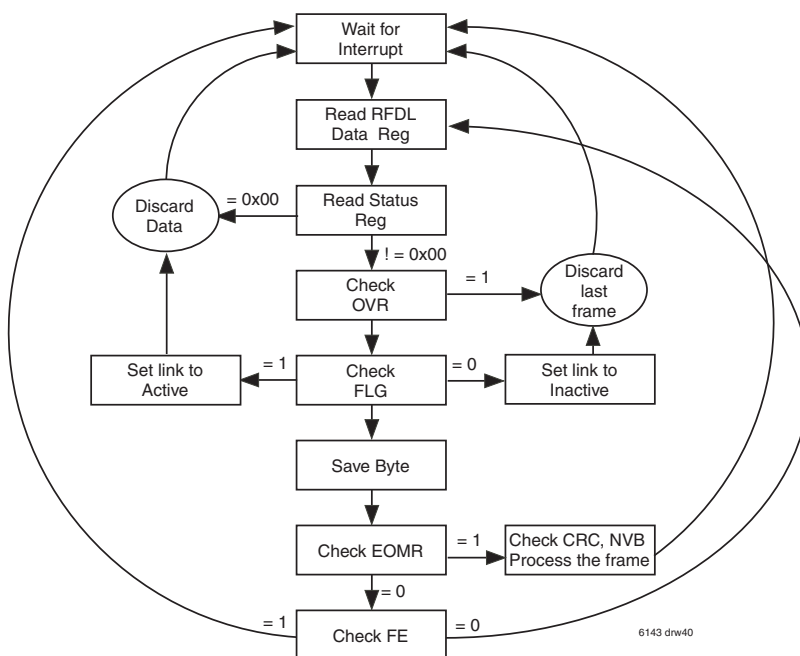 Wait for
Interrupt
Read RFDL
Data Reg
= 0x00
Read Status
Reg
Discard
Data
! = 0x00
Check
OVR
= 1
Discard
last
frame
Set link to
Active
= 1
Check
FLG
= 0
Set link to
Inactive
Save Byte
Check EOMR
= 1
Check CRC, NVB
Process the frame
= 0
= 1
Check FE
= 0
6143 drw40